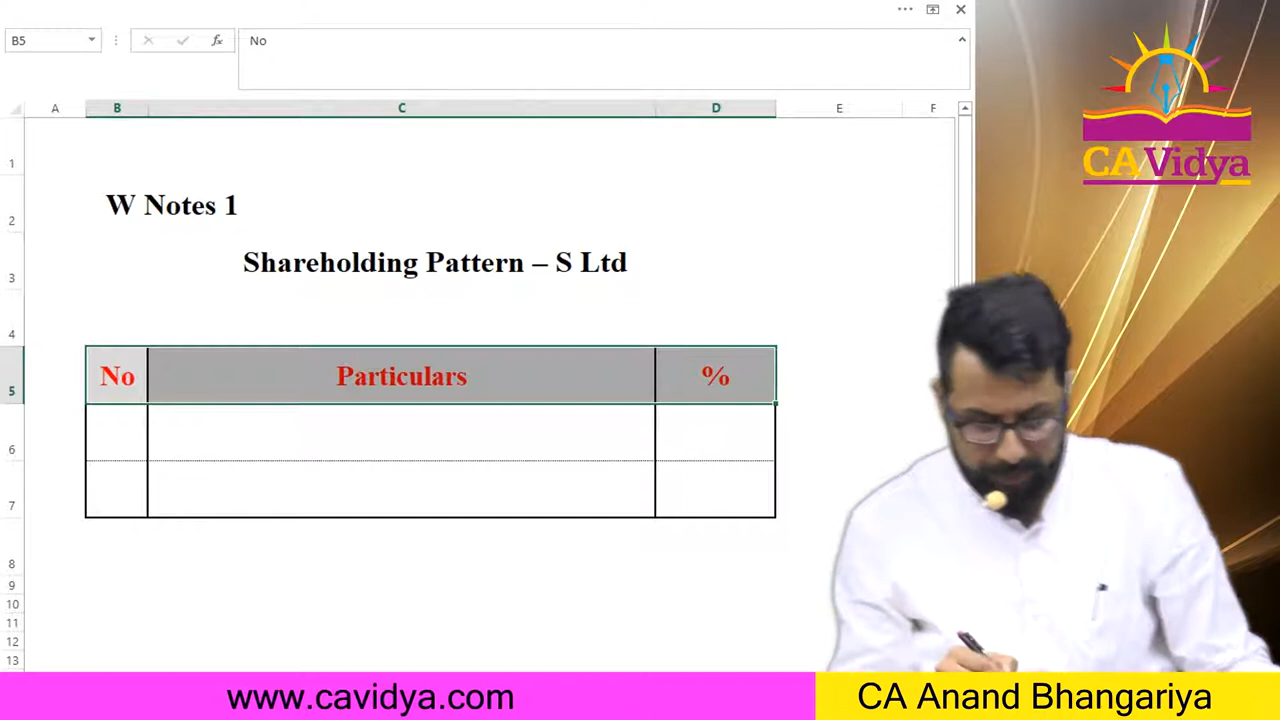 B5
fx
No
A B C D E F
1
W Notes 1
2
Shareholding Pattern – S Ltd
3
4
No Particulars %
5
6
7
8
9
10
11
12
13
CA Vidya
www.cavidya.com
CA Anand Bhangariya